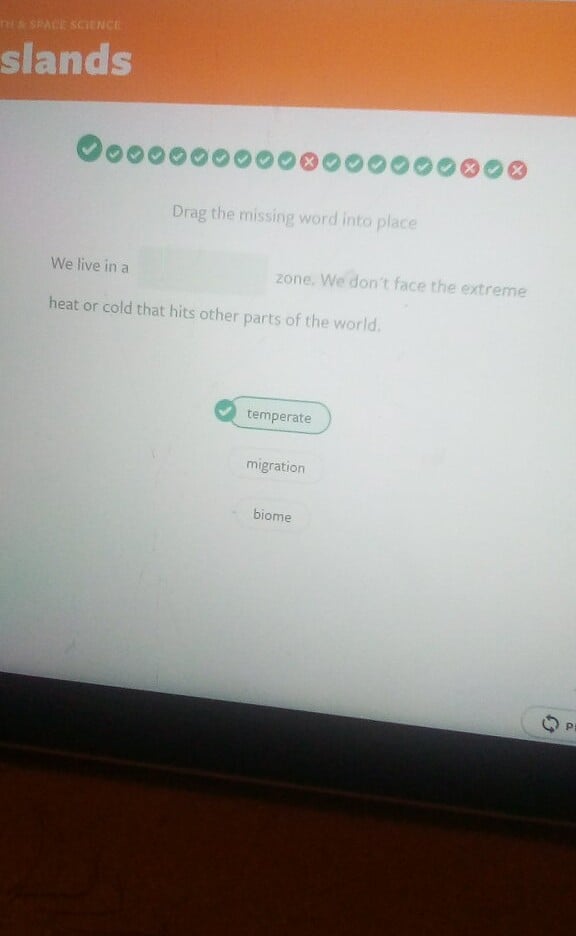 TH & SPACE SCIENCE
slands
Drag the missing word into place
We live in a zone. We don't face the extreme
heat or cold that hits other parts of the world.
temperate
migration
biome